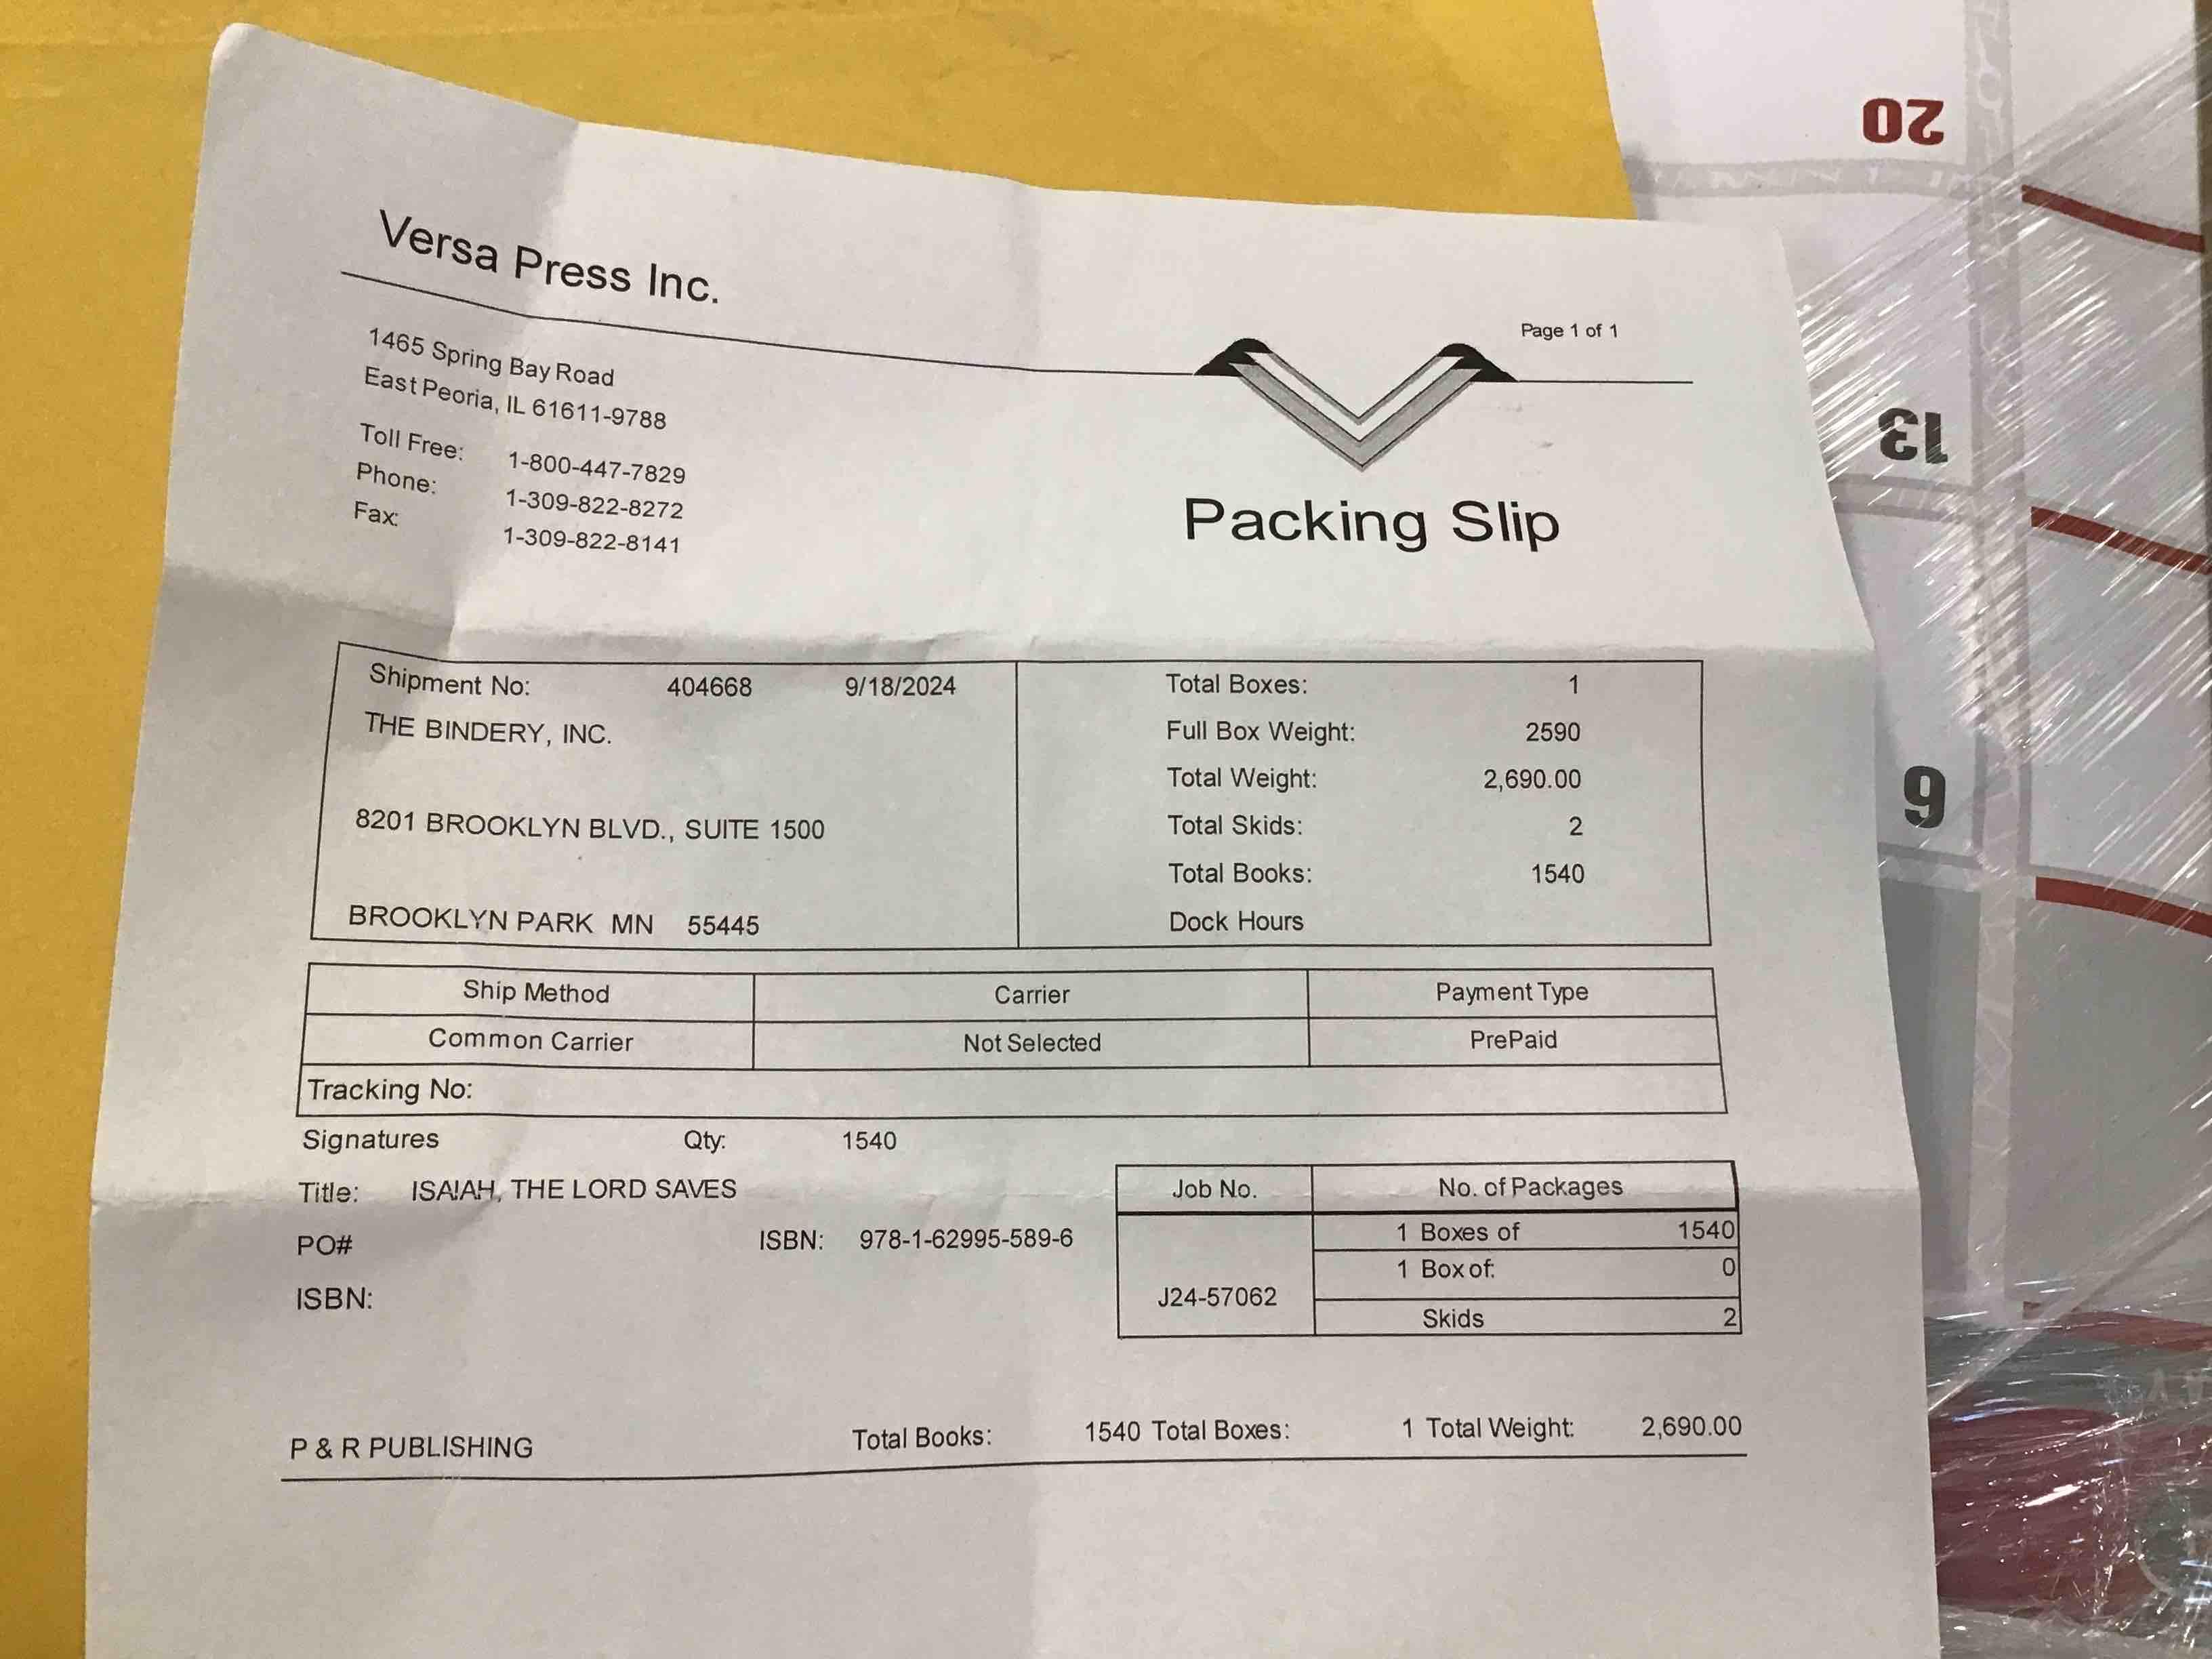 Versa Press Inc.
Page 1 of 1
1465 Spring Bay Road
East Peoria, IL 61611-9788
Toll Free: 1-800-447-7829
Phone: 1-309-822-8272
Fax: 1-309-822-8141
Packing Slip
Shipment No: 404668 9/18/2024
THE BINDERY, INC.
8201 BROOKLYN BLVD., SUITE 1500
BROOKLYN PARK MN 55445
Total Boxes: 1
Full Box Weight: 2590
Total Weight: 2,690.00
Total Skids: 2
Total Books: 1540
Dock Hours
Ship Method Carrier Payment Type
Common Carrier Not Selected PrePaid
Tracking No:
Signatures Qty: 1540
Title: ISAIAH, THE LORD SAVES
PO# ISBN: 978-1-62995-589-6
ISBN:
Job No. No. of Packages
J24-57062
1 Boxes of 1540
1 Box of: 0
Skids 2
P & R PUBLISHING Total Books: 1540 Total Boxes: 1 Total Weight: 2,690.00
20
13
6